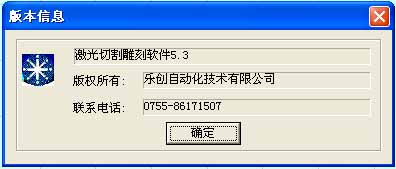 版本信息
激光切割雕刻软件5.3
版权所有: 乐创自动化技术有限公司
联系电话: 0755-86171507
确定